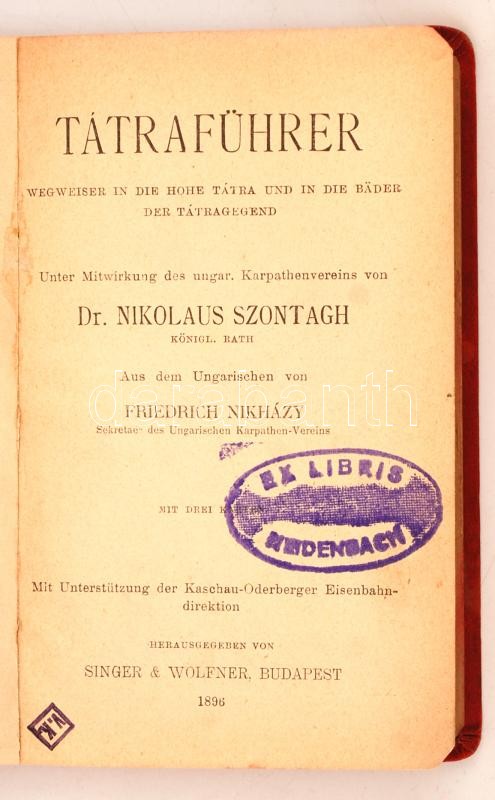 TÁTRAFÜHRER
WEGWEISER IN DIE HOHE TÁTRA UND IN DIE BÄDER
DER TÁTRAGEGEND
Unter Mitwirkung des ungar. Karpathenvereins von
Dr. NIKOLAUS SZONTAGH
KÖNIGL. RATH
Aus dem Ungarischen von
FRIEDRICH NIKHÁZY
Sekretaer des Ungarischen Karpathen-Vereins
MIT DREI
EX LIBRIS
Mit Unterstützung der Kaschau-Oderberger Eisenbahn-
direktion
HERAUSGEGEBEN VON
SINGER & WOLFNER, BUDAPEST
1896
V.K.
darabanth